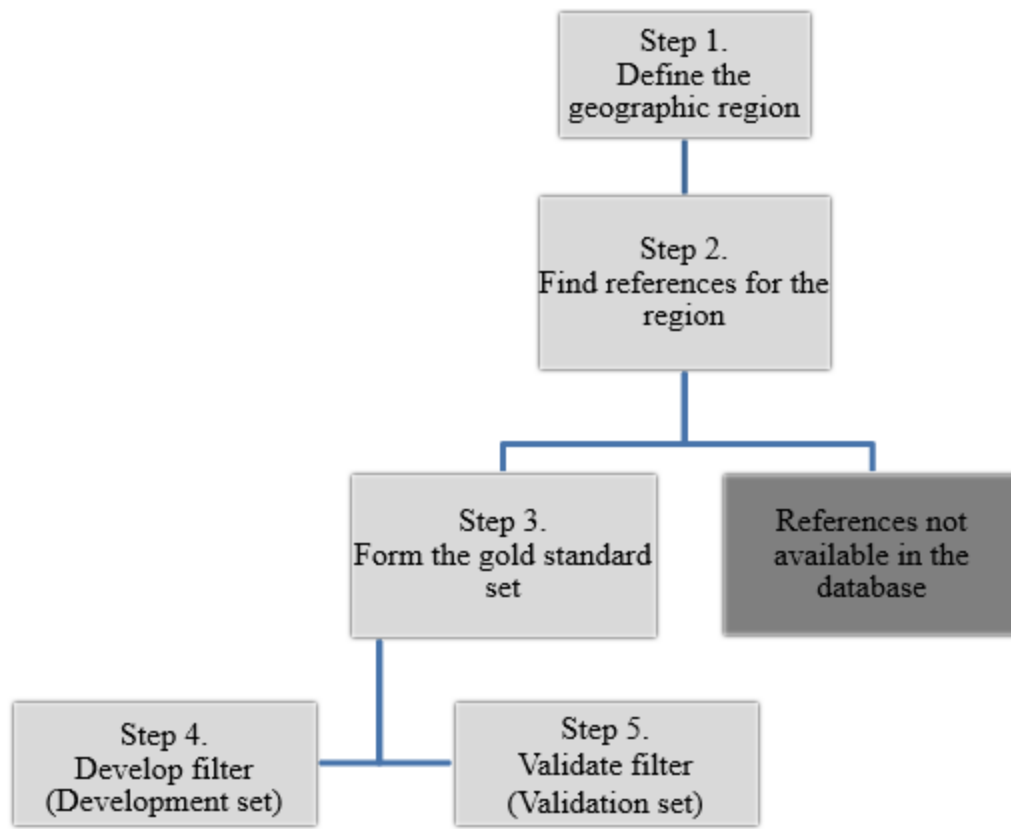 Step 1.
Define the
geographic region
Step 2.
Find references for the
region
Step 3.
Form the gold standard
set
References not
available in the
database
Step 4.
Develop filter
(Development set)
Step 5.
Validate filter
(Validation set)